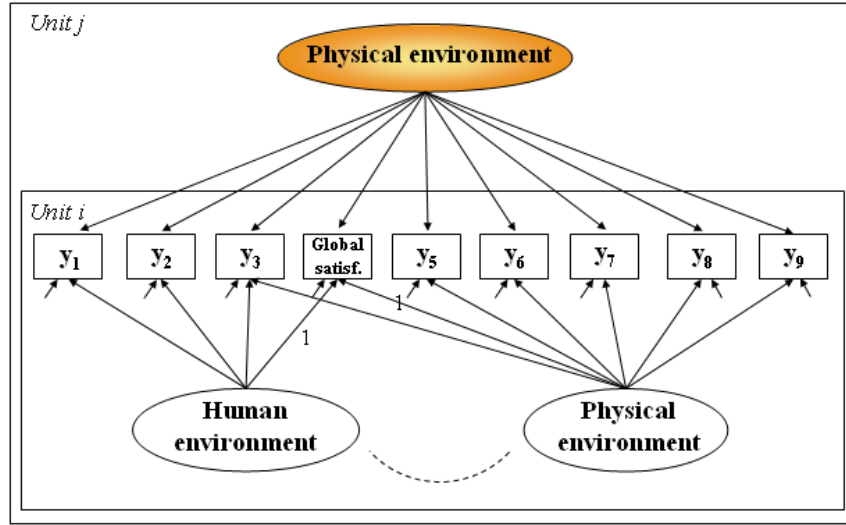 Unit j
Physical environment
Unit i
y1
y2
y3
Global
satisf.
y5
y6
y7
y8
y9
1
1
Human
environment
Physical
environment